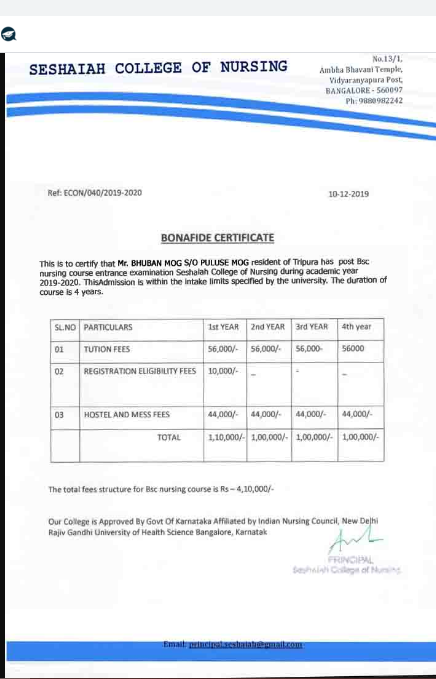 SESHAIAH COLLEGE OF NURSING
No.13/1,
Ambha Bhavani Temple,
Vidyaranyapura Post,
BANGALORE - 560097
Ph: 9880982242
Ref: ECON/040/2019-2020
10-12-2019
BONAFIDE CERTIFICATE
This is to certify that Mr. BHUBAN MOG S/O PULUSE MOG resident of Tripura has post Bsc
nursing course entrance examination Seshaiah College of Nursing during academic year
2019-2020. ThisAdmission is within the intake limits specified by the university. The duration of
course is 4 years.
SL.NO PARTICULARS 1st YEAR 2nd YEAR 3rd YEAR 4th year
01 TUTION FEES 56,000/- 56,000/- 56,000- 56000
02 REGISTRATION ELIGIBILITY FEES 10,000/- _ - _
03 HOSTEL AND MESS FEES 44,000/- 44,000/- 44,000/- 44,000/-
TOTAL 1,10,000/- 1,00,000/- 1,00,000/- 1,00,000/-
The total fees structure for Bsc nursing course is Rs – 4,10,000/-
Our College is Approved By Govt Of Karnataka Affiliated by Indian Nursing Council, New Delhi
Rajiv Gandhi University of Health Science Bangalore, Karnatak
PRINCIPAL
Seshaiah College of Nursing
Email: principal.seshaiah@gmail.com